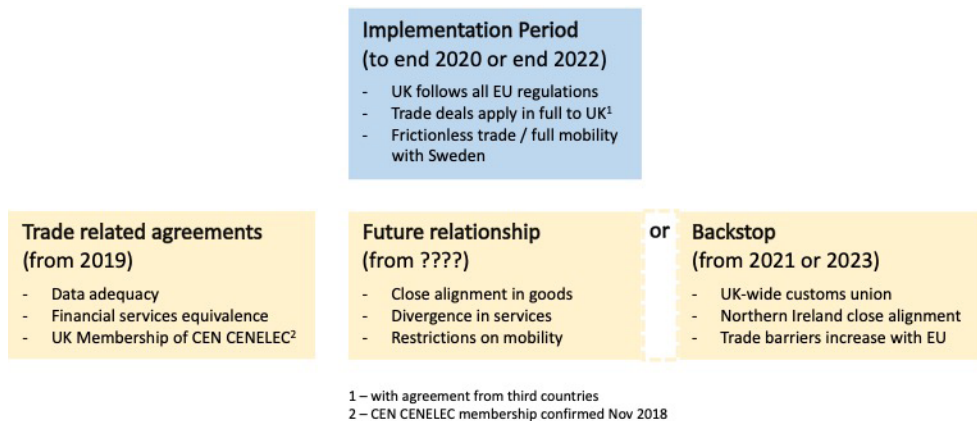 Implementation Period
(to end 2020 or end 2022)
- UK follows all EU regulations
- Trade deals apply in full to UK1
- Frictionless trade / full mobility
with Sweden
Trade related agreements
(from 2019)
- Data adequacy
- Financial services equivalence
- UK Membership of CEN CENELEC2
Future relationship
(from ????)
- Close alignment in goods
- Divergence in services
- Restrictions on mobility
or
Backstop
(from 2021 or 2023)
- UK-wide customs union
- Northern Ireland close alignment
- Trade barriers increase with EU
1 – with agreement from third countries
2 – CEN CENELEC membership confirmed Nov 2018